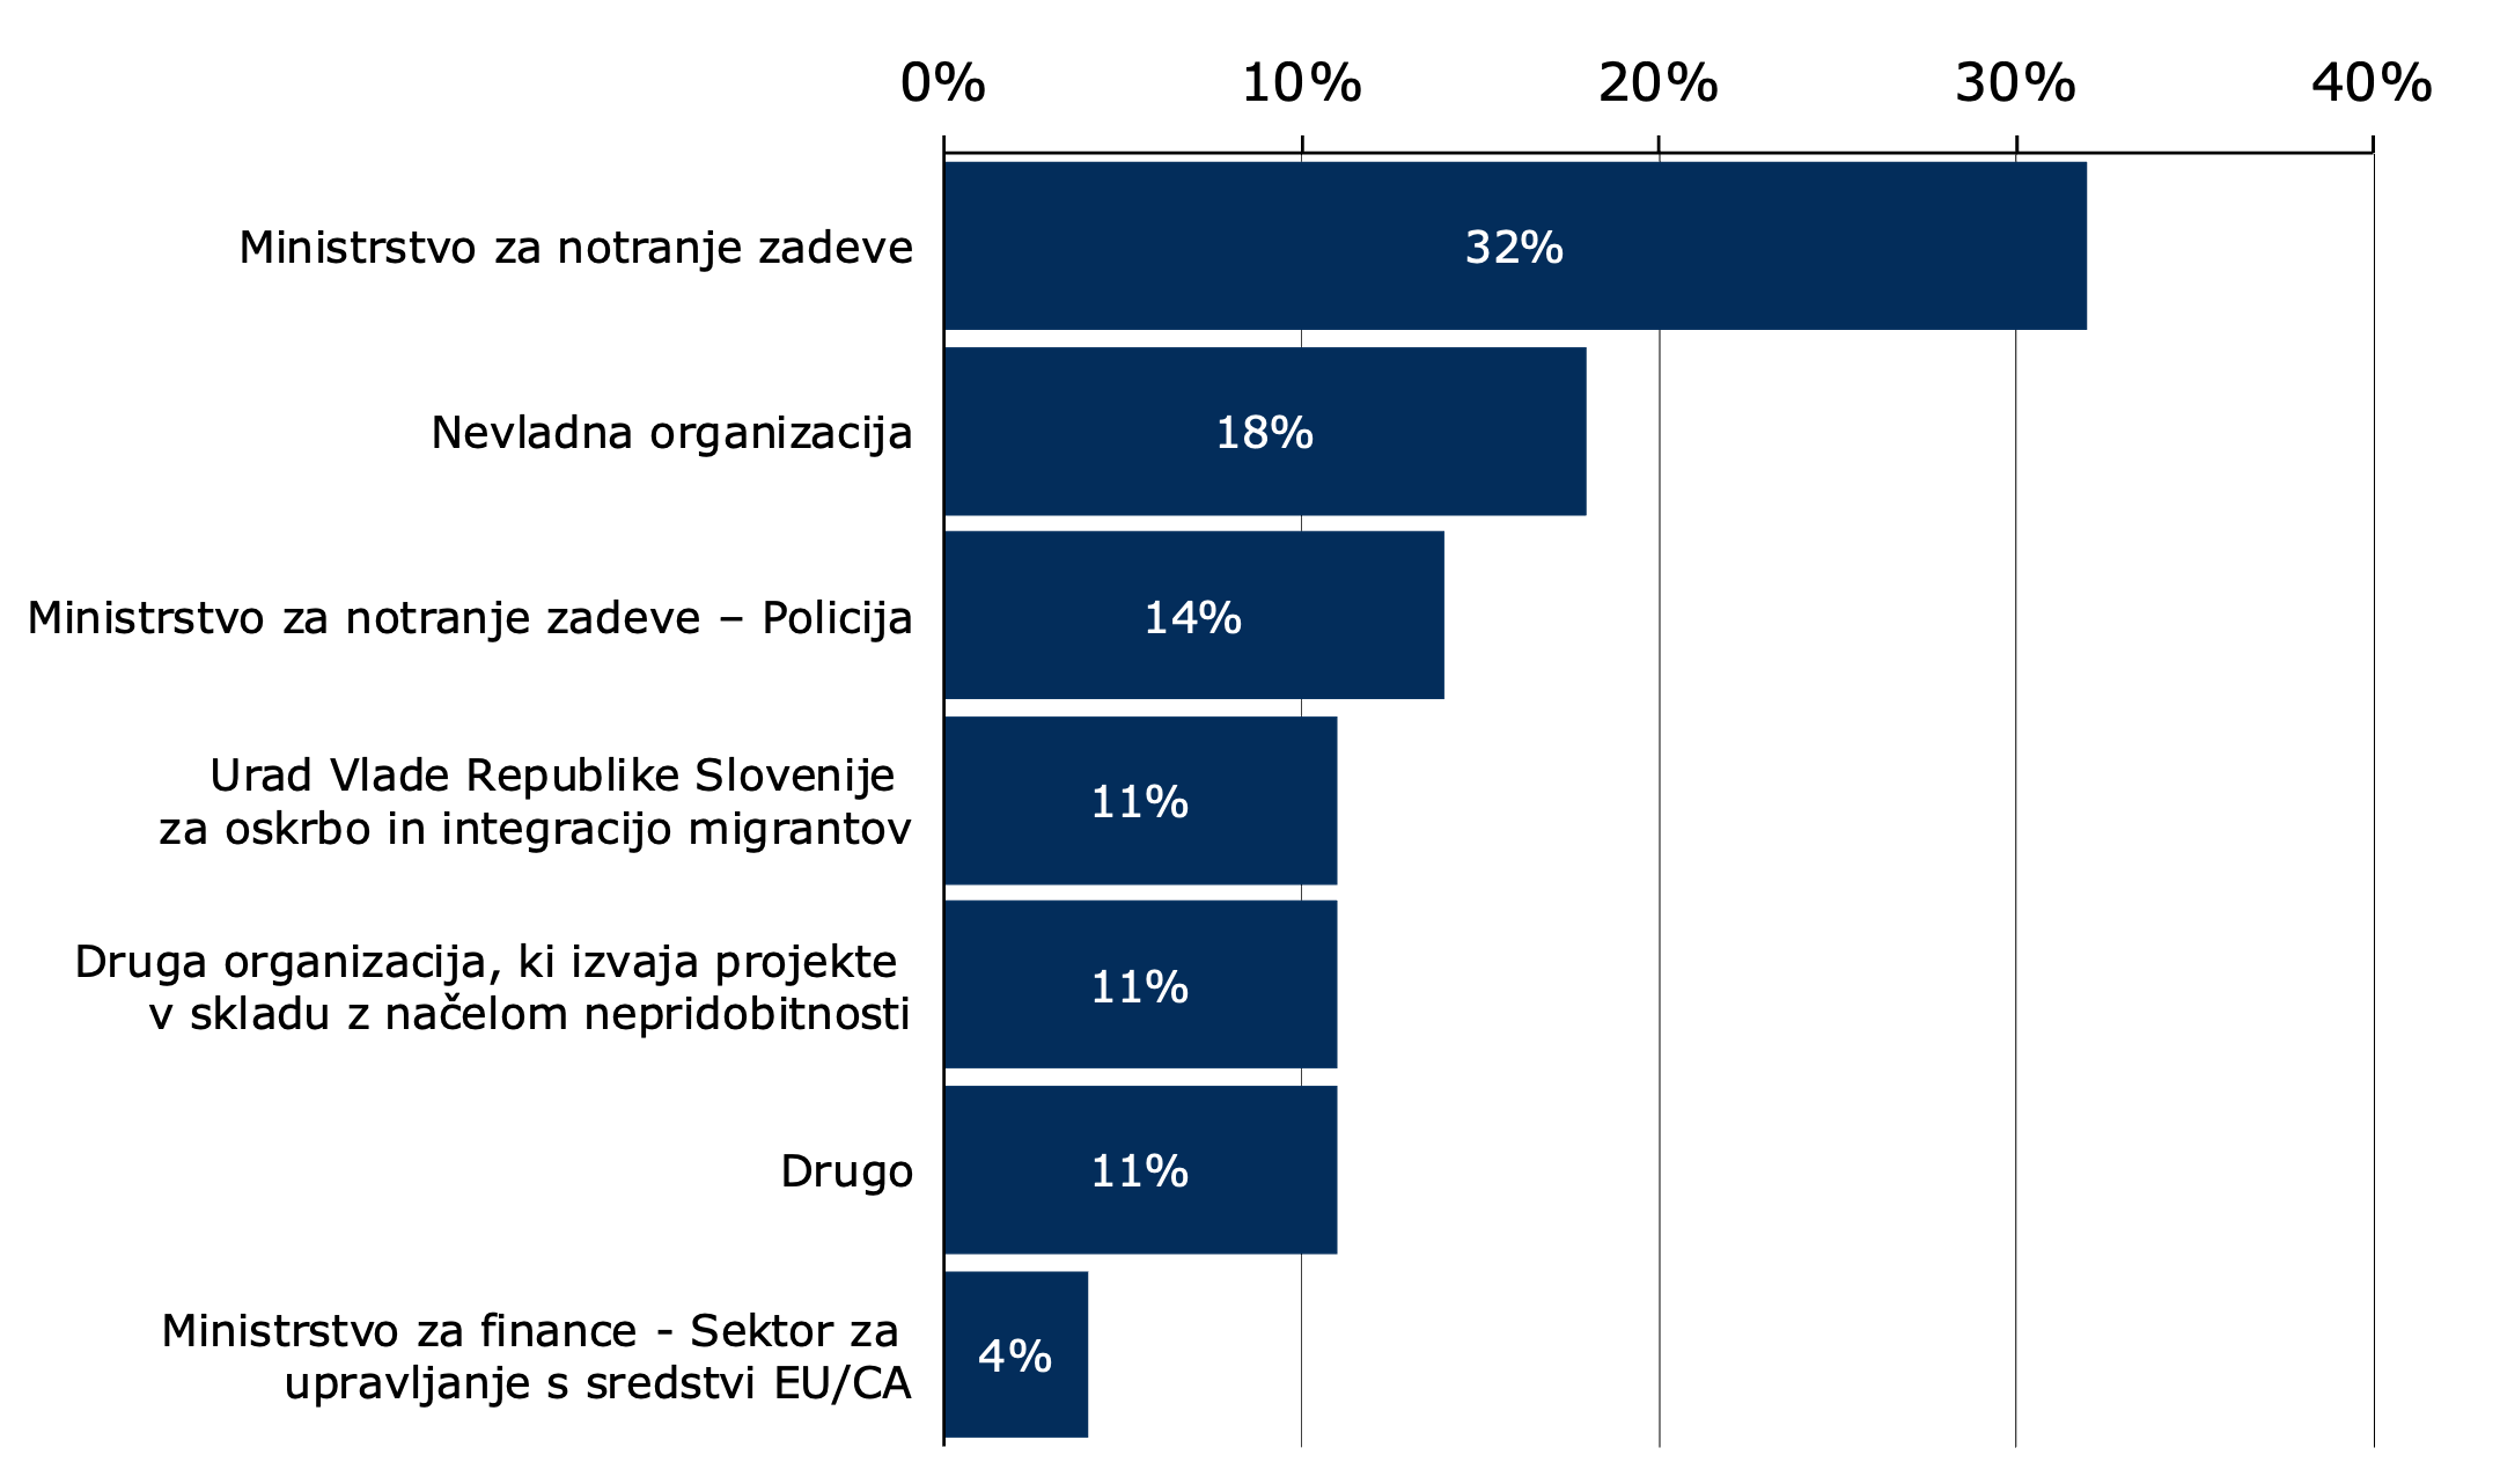 0% 10% 20% 30% 40%
Ministrstvo za notranje zadeve 32%
Nevladna organizacija 18%
Ministrstvo za notranje zadeve – Policija 14%
Urad Vlade Republike Slovenije
za oskrbo in integracijo migrantov
11%
Druga organizacija, ki izvaja projekte
v skladu z načelom nepridobitnosti
11%
Drugo 11%
Ministrstvo za finance - Sektor za
upravljanje s sredstvi EU/CA
4%